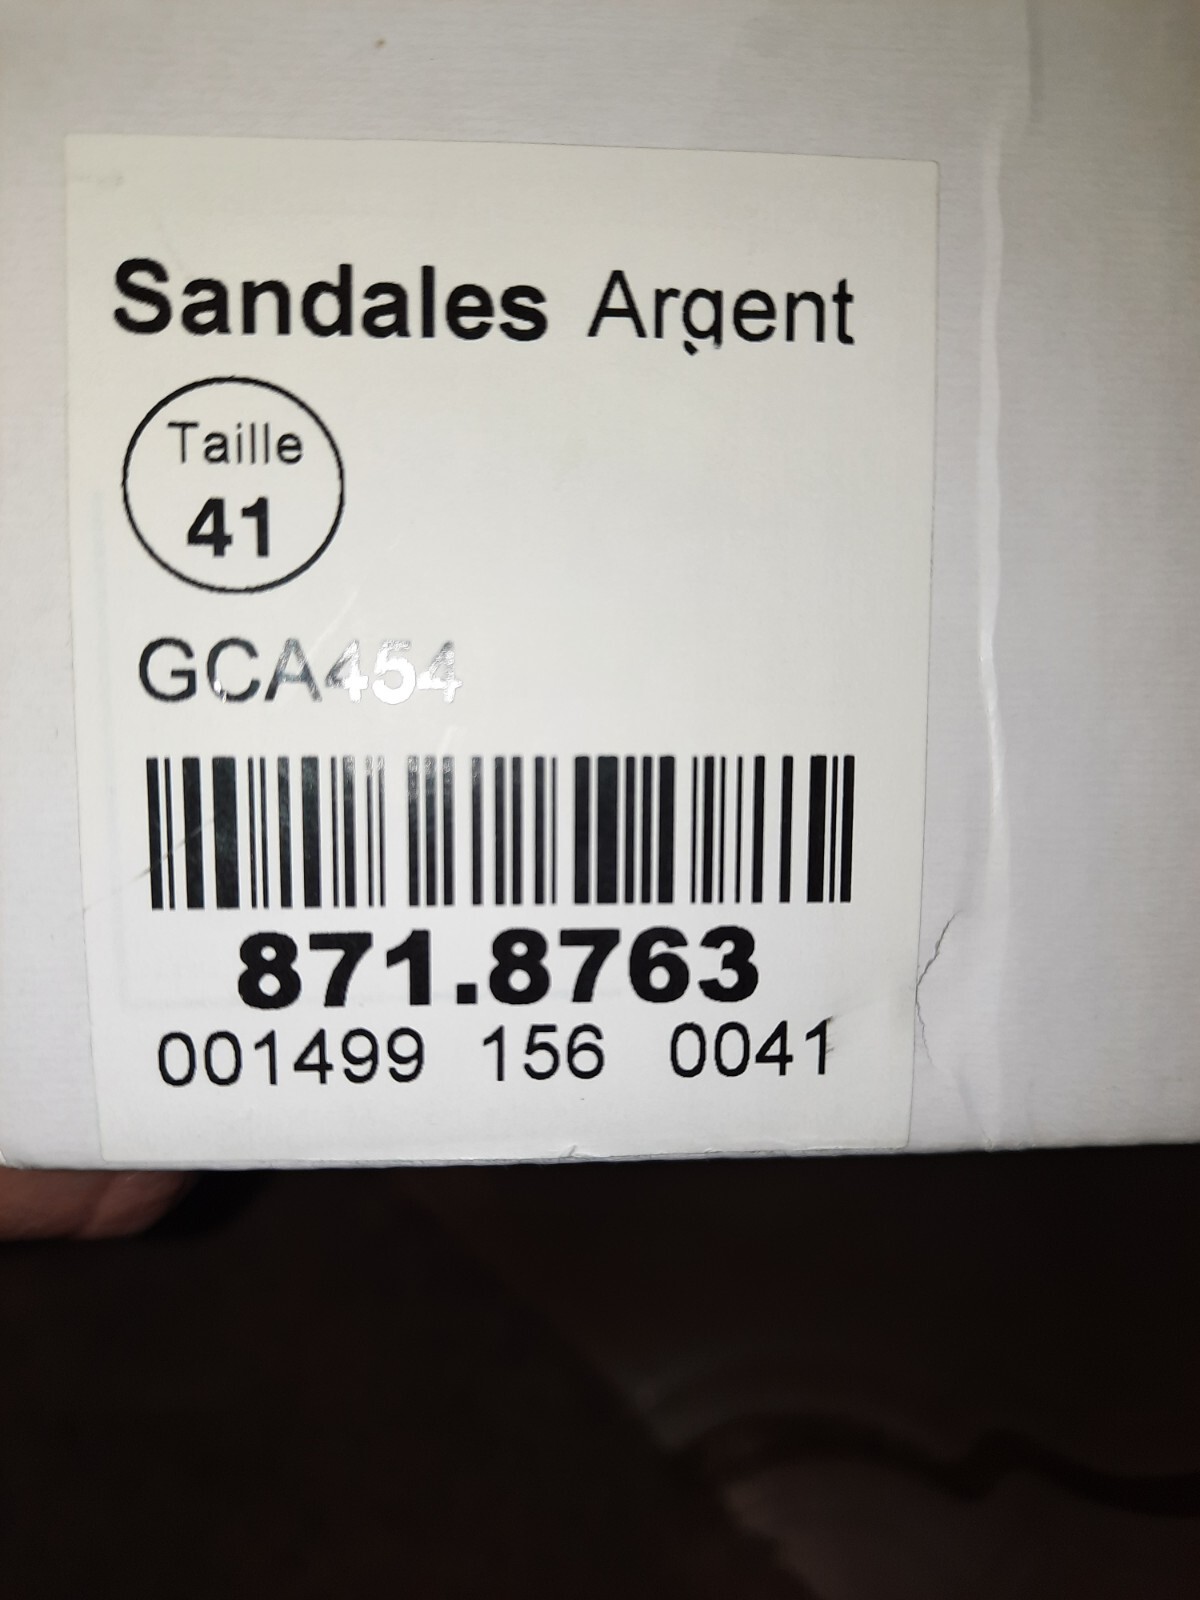 Sandales Argent
Taille
41
GCA454
871.8763
001499 156 0041